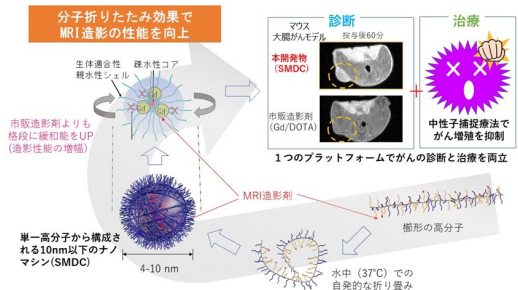 分子折りたたみ効果で
MRI造影の性能を向上
生体適合性
親水性シェル
疎水性コア
Gd
Gd
Gd
市販造影剤よりも
格段に緩和能をUP
(造影性能の増幅)
単一高分子から構成さ
れる10nm以下のナノ
マシン(SMDC)
4-10 nm
MRI造影剤
水中（37℃）での
自発的な折り畳み
櫛形の高分子
診断
マウス
大腸がんモデル
投与後60分
本開発物
(SMDC)
市販造影剤
(Gd/DOTA)
+
治療
中性子捕捉療法で
がん増殖を抑制
１つのプラットフォームでがんの診断と治療を両立